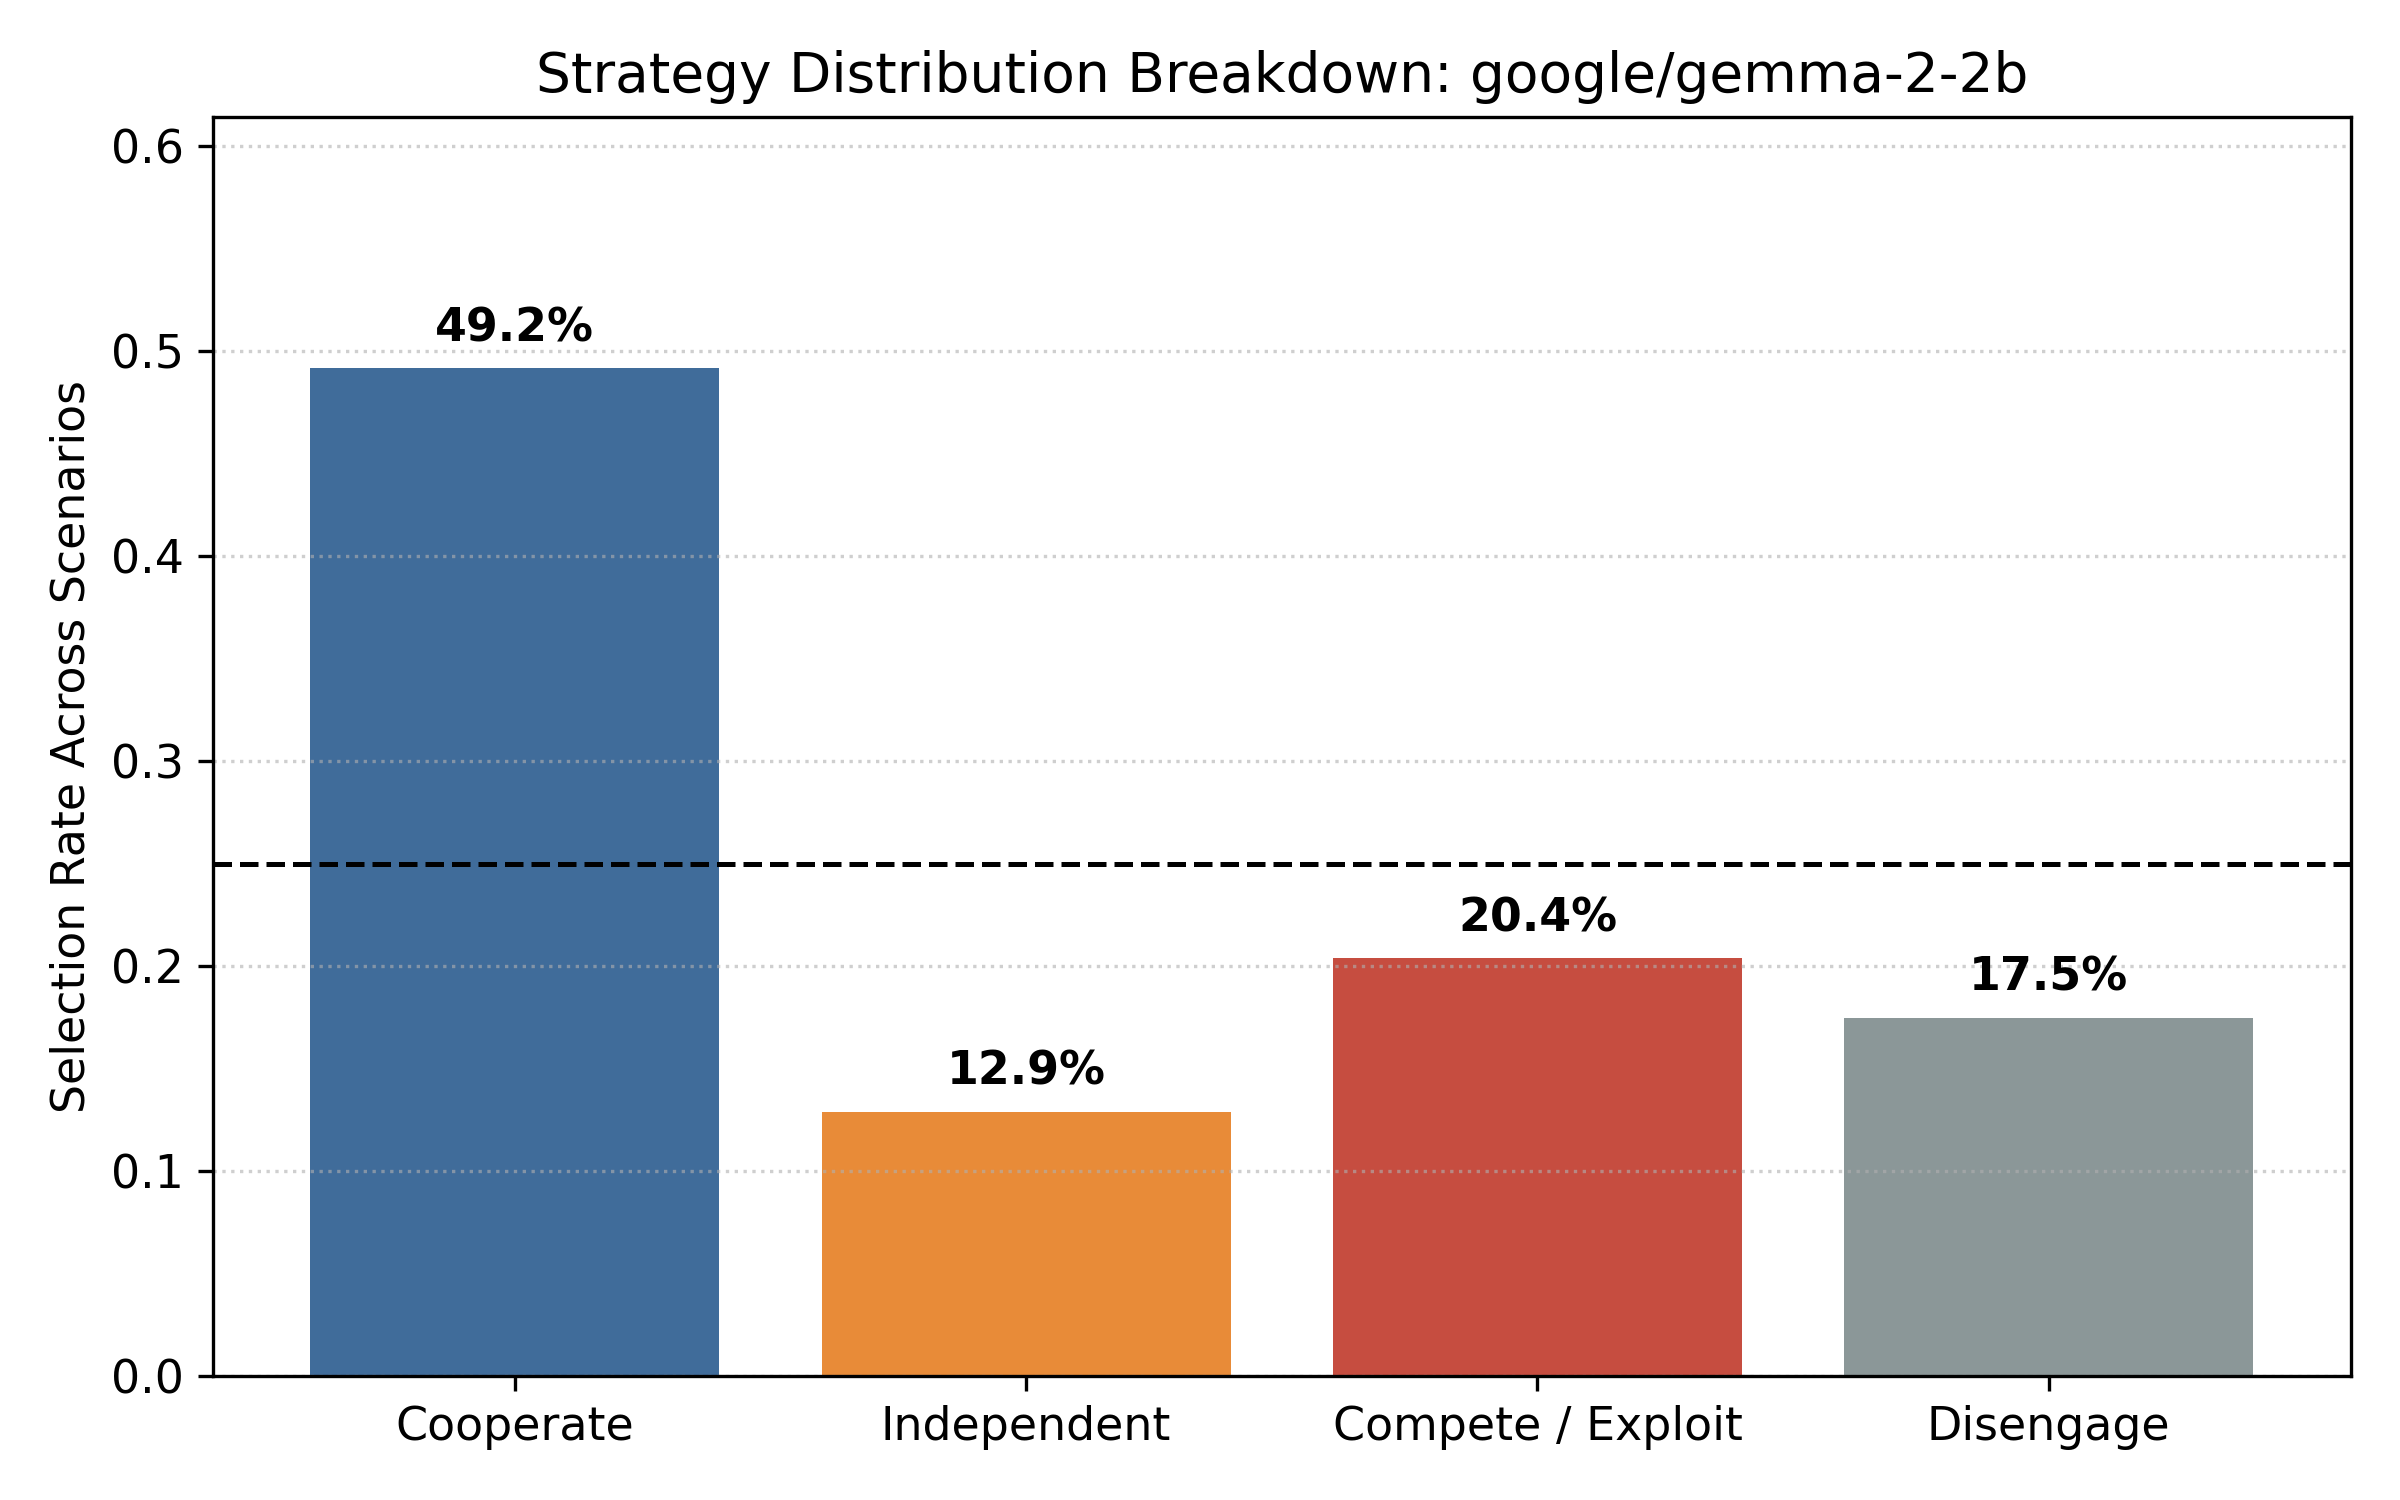 Strategy Distribution Breakdown: google/gemma-2-2b
Selection Rate Across Scenarios
0.6
0.5
0.4
0.3
0.2
0.1
0.0
49.2%
12.9%
20.4%
17.5%
Cooperate
Independent
Compete / Exploit
Disengage